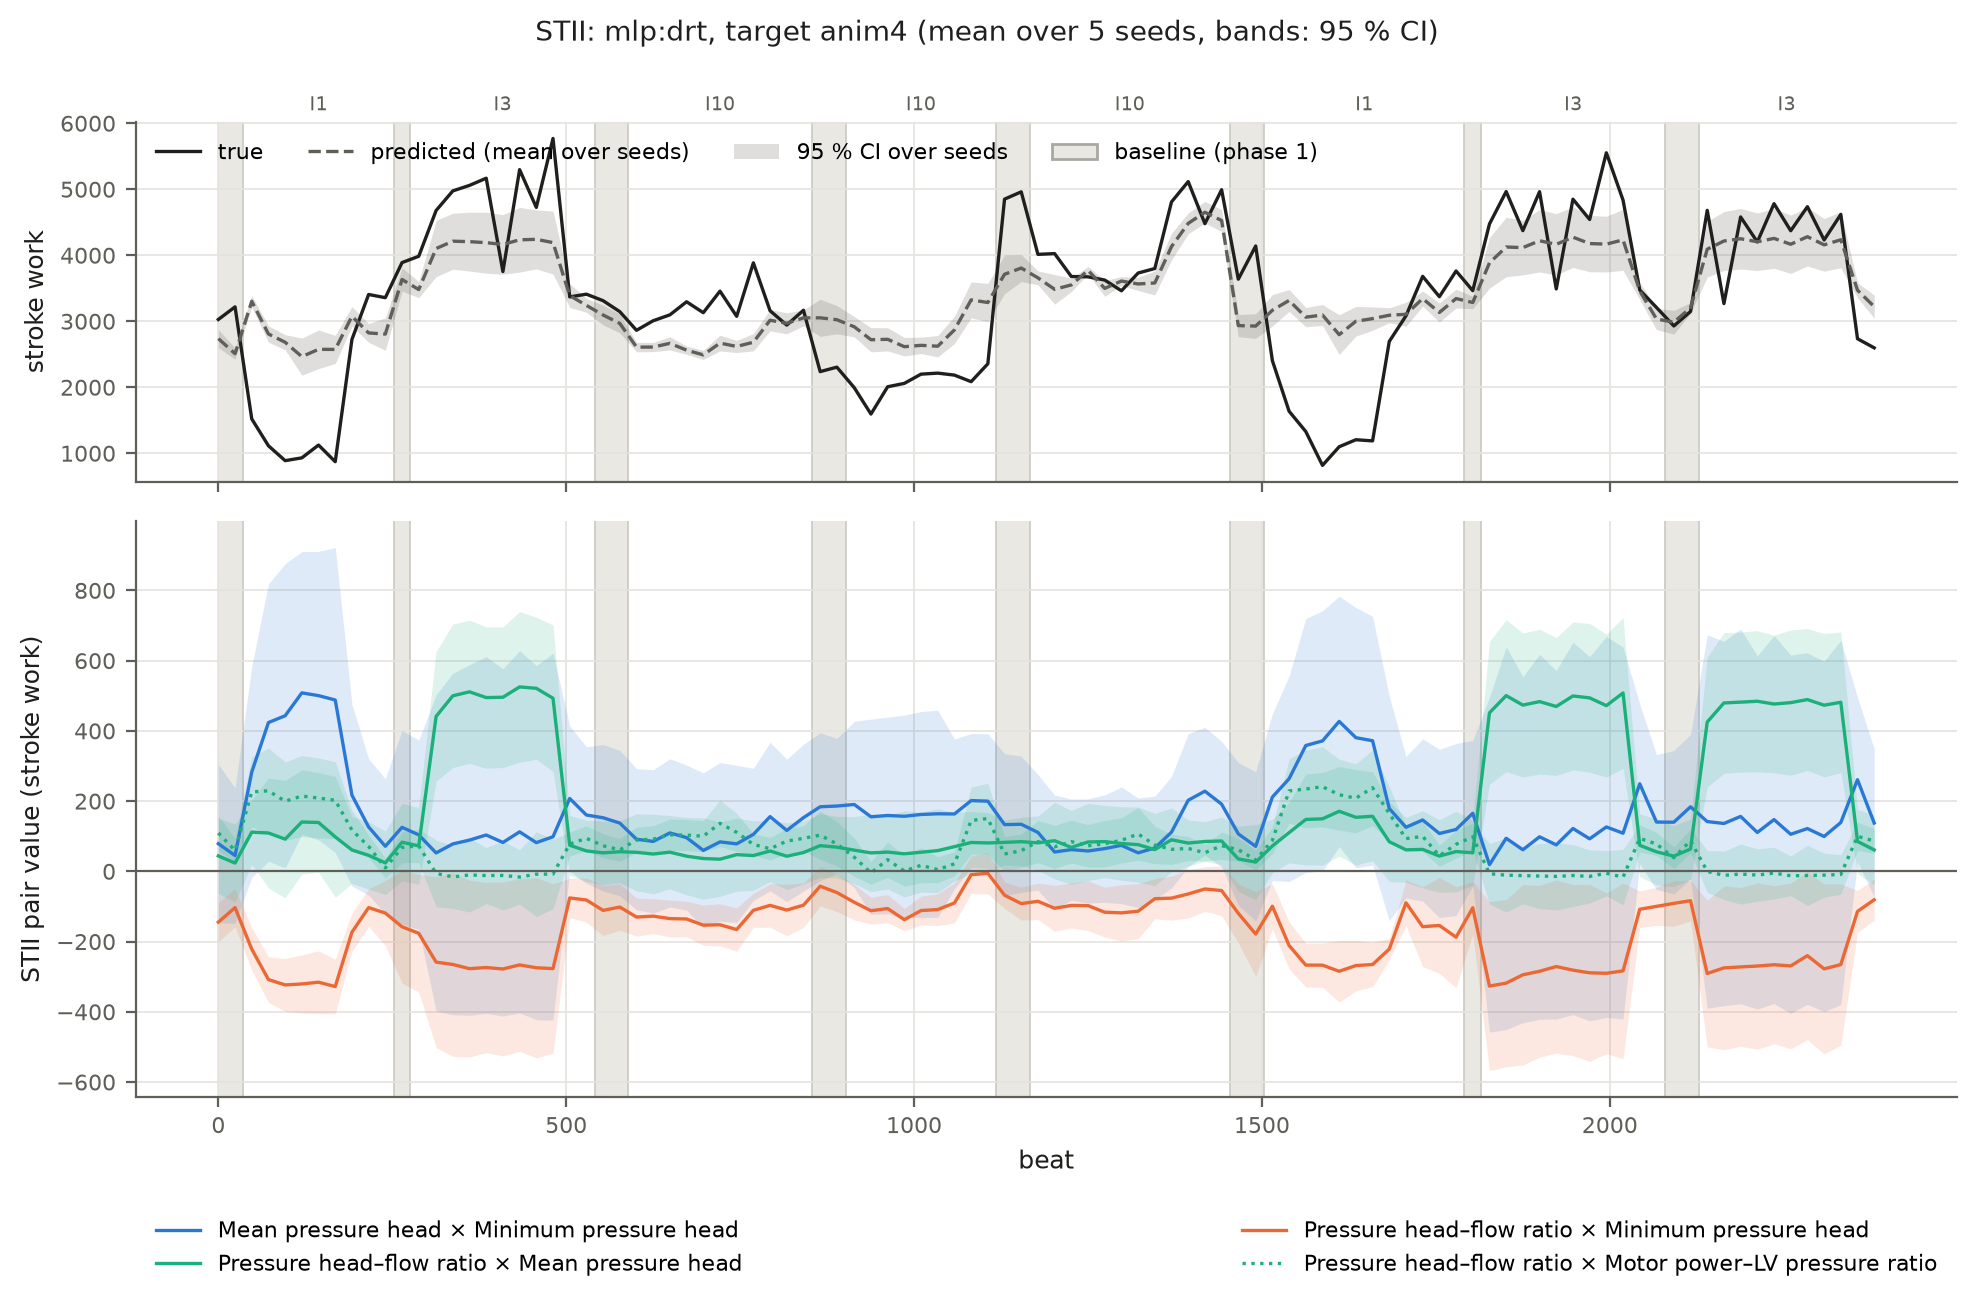 STII: mlp:drt, target anim4 (mean over 5 seeds, bands: 95 % CI)
I1 I3 I10 I10 I10 I1 I3 I3
true predicted (mean over seeds) 95 % CI over seeds baseline (phase 1)
6000
5000
4000
3000
2000
1000
stroke work
800
600
400
200
0
−200
−400
−600
STII pair value (stroke work)
0 500 1000 1500 2000
beat
Mean pressure head × Minimum pressure head
Pressure head–flow ratio × Mean pressure head
Pressure head–flow ratio × Minimum pressure head
Pressure head–flow ratio × Motor power–LV pressure ratio